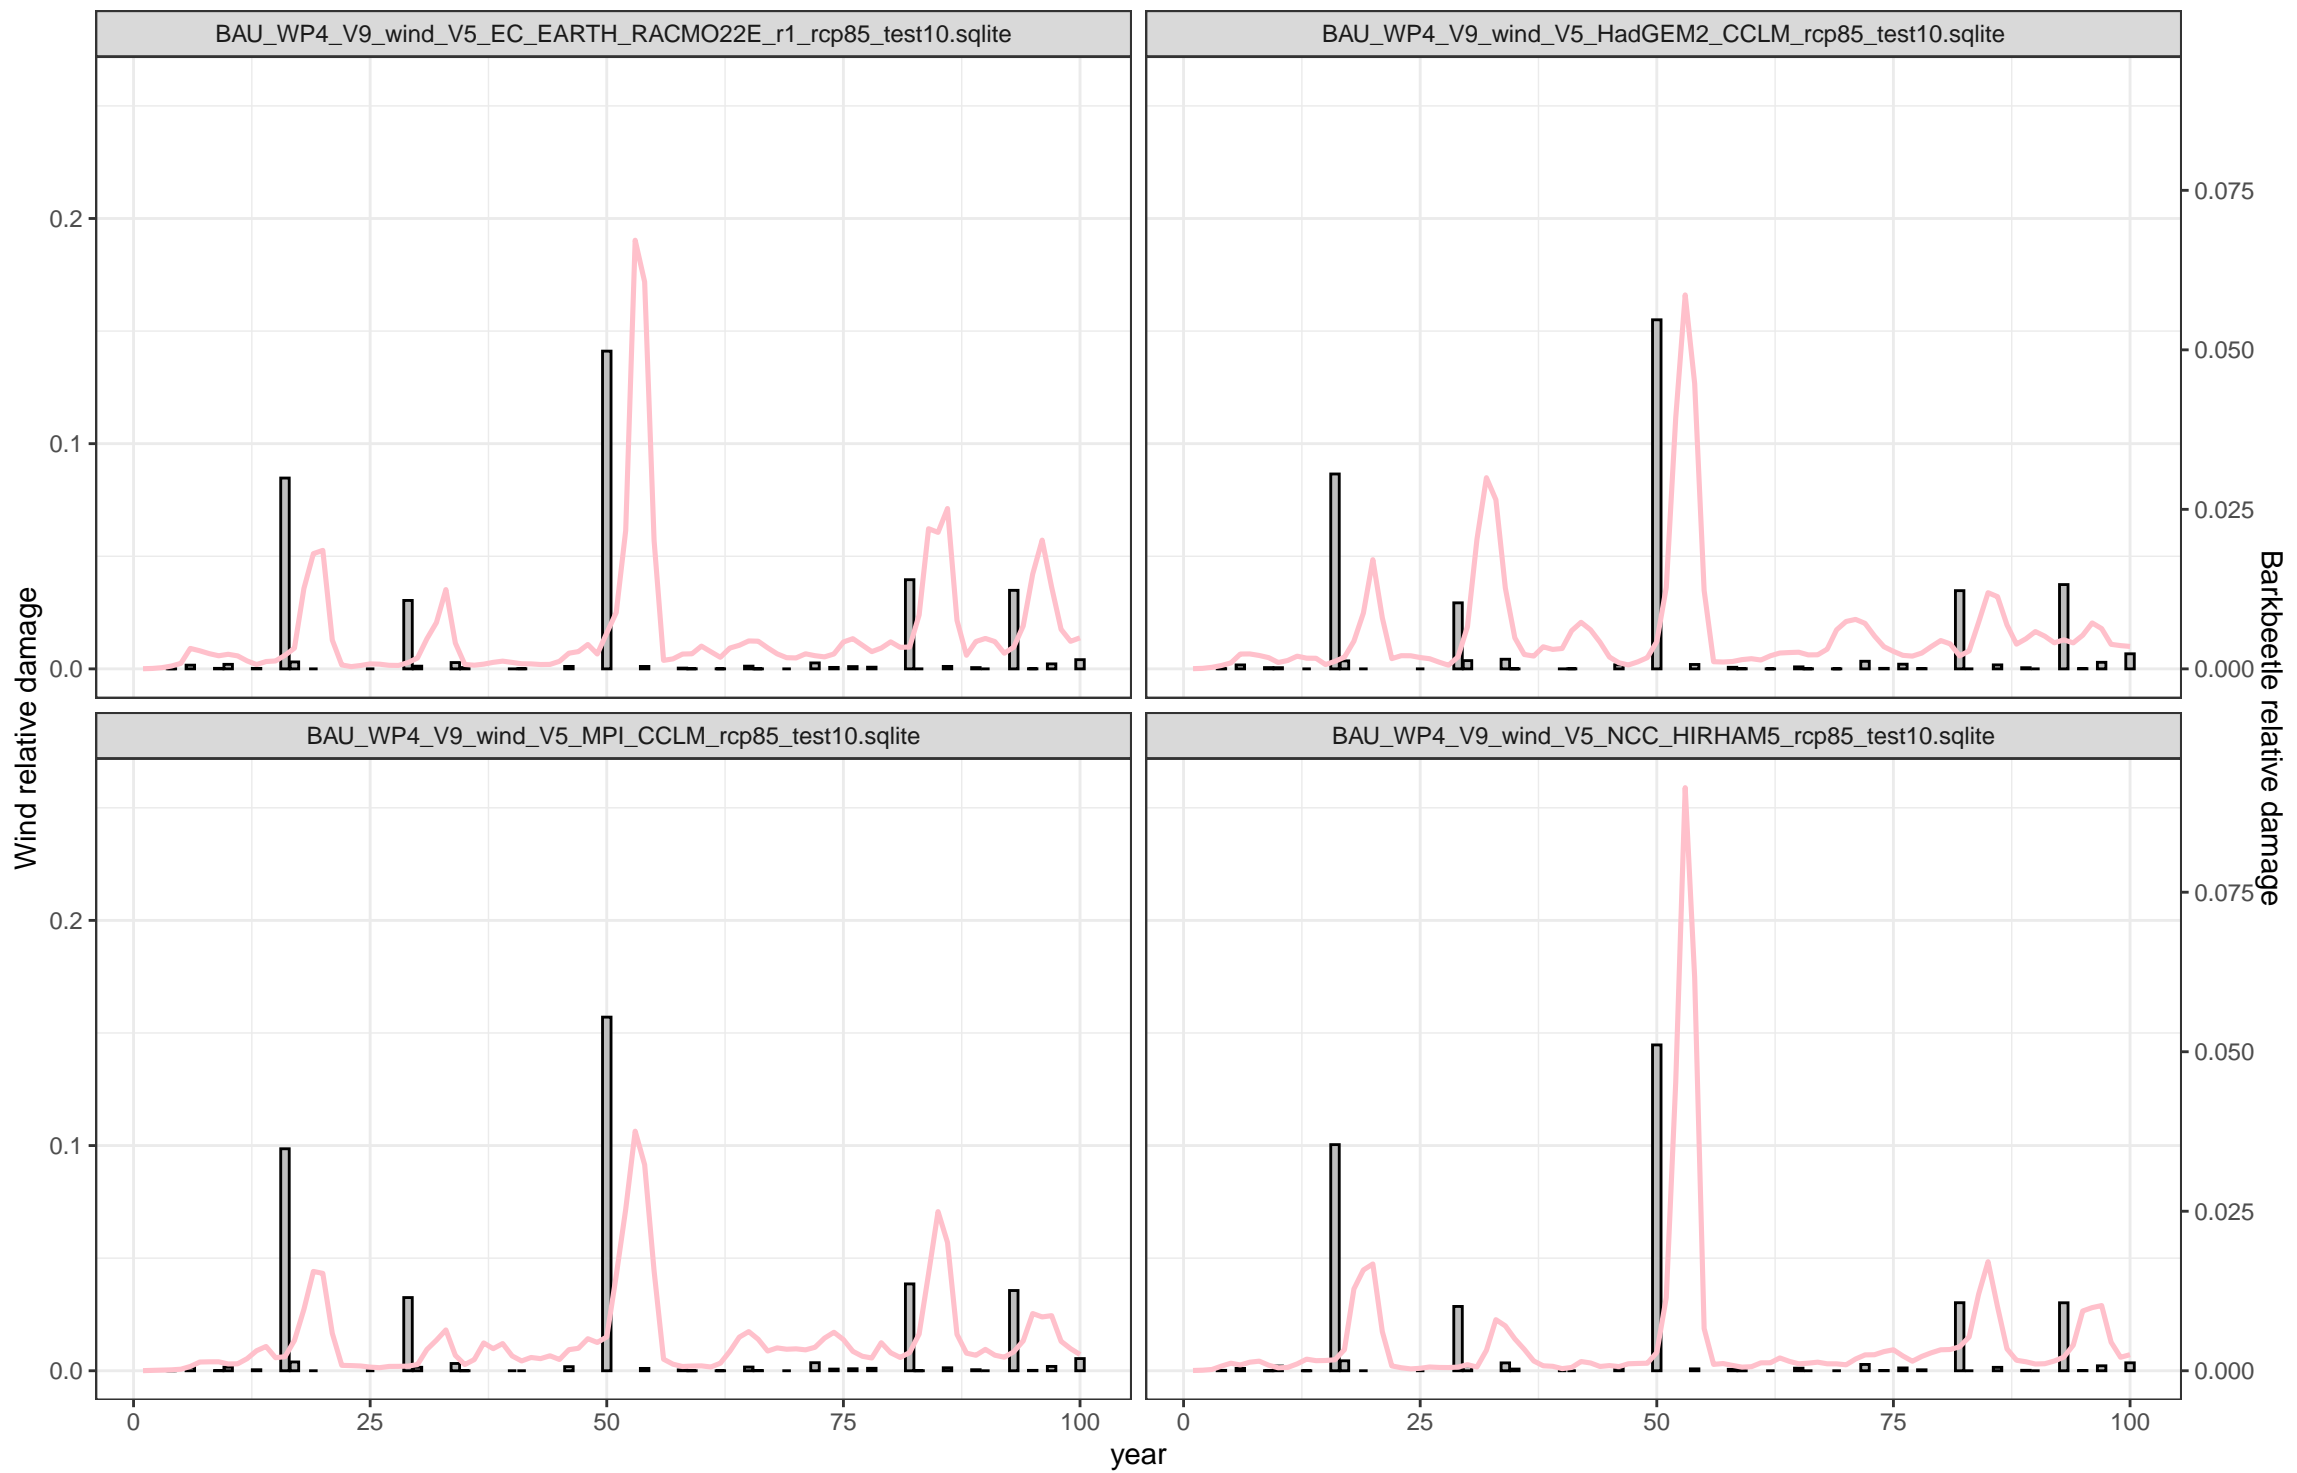 BAU_WP4_V9_wind_V5_EC_EARTH_RACMO22E_r1_rcp85_test10.sqlite
BAU_WP4_V9_wind_V5_HadGEM2_CCLM_rcp85_test10.sqlite
0.2
0.1
0.0
0.075
0.050
0.025
0.000
Wind relative damage
Barkbeetle relative damage
BAU_WP4_V9_wind_V5_MPI_CCLM_rcp85_test10.sqlite
BAU_WP4_V9_wind_V5_NCC_HIRHAM5_rcp85_test10.sqlite
0.2
0.1
0.0
0.075
0.050
0.025
0.000
0 25 50 75 100
0 25 50 75 100
year